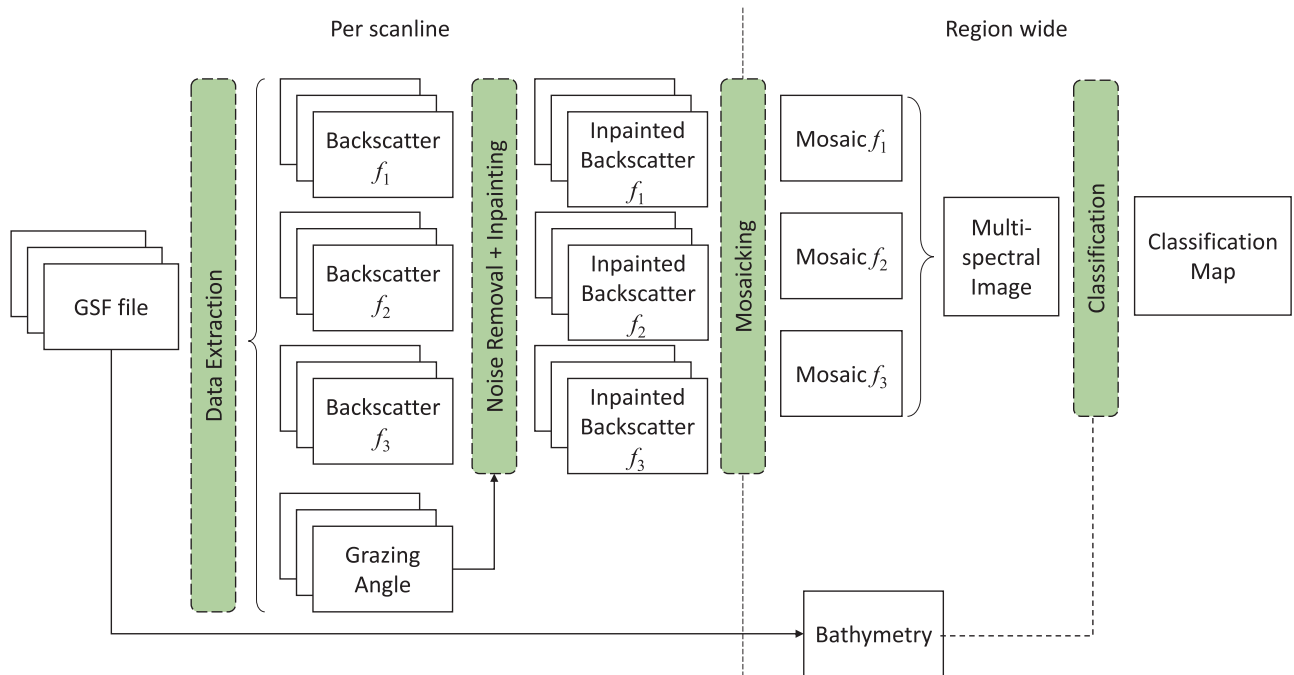 Per scanline
Region wide
GSF file
Data Extraction
Backscatter
f₁
Backscatter
f₂
Backscatter
f₃
Grazing
Angle
Noise Removal + Inpainting
Inpainted
Backscatter
f₁
Inpainted
Backscatter
f₂
Inpainted
Backscatter
f₃
Mosaicking
Mosaic f₁
Mosaic f₂
Mosaic f₃
Multi-
spectral
Image
Classification
Classification
Map
Bathymetry